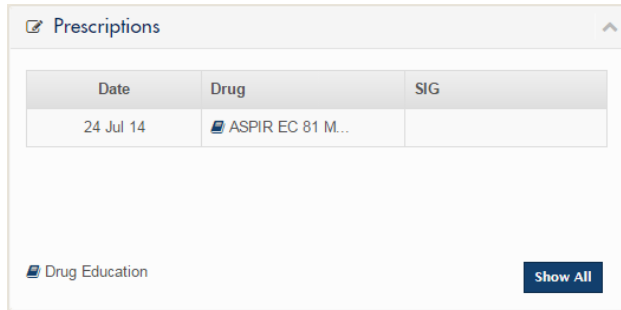 Prescriptions
Date Drug SIG
24 Jul 14 ASPIR EC 81 M...
Drug Education
Show All